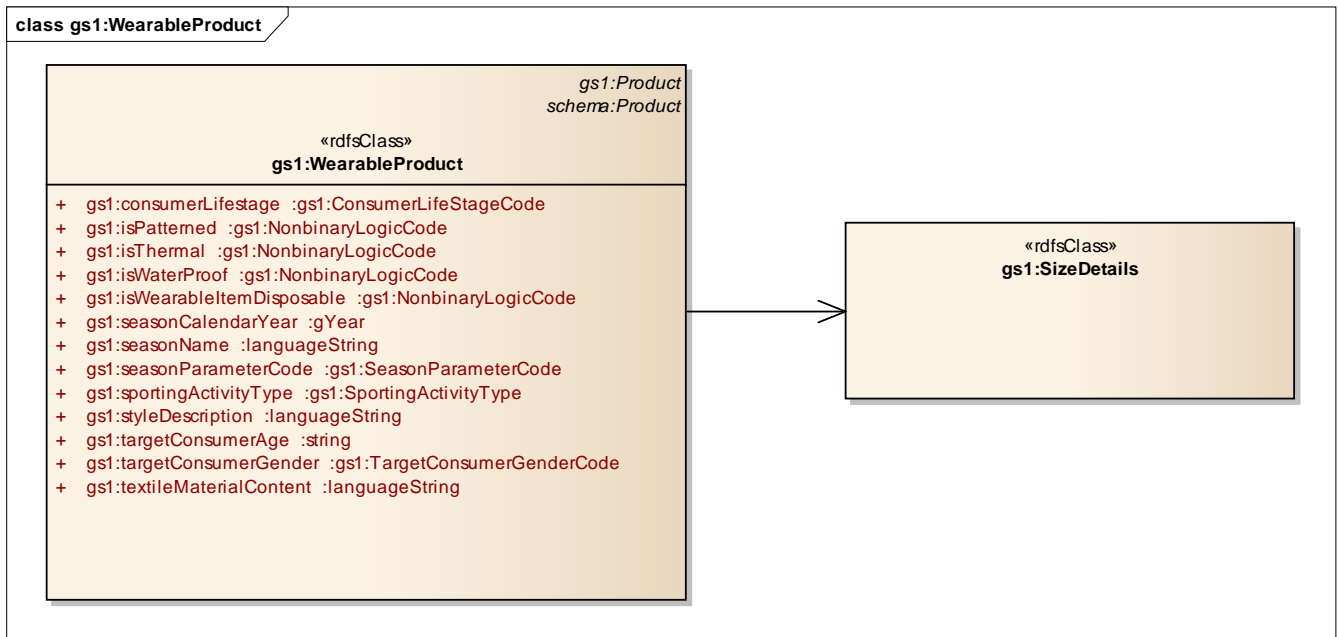 class gs1:WearableProduct
gs1:Product
schema:Product
«rdfsClass»
gs1:WearableProduct
+ gs1:consumerLifestage :gs1:ConsumerLifeStageCode
+ gs1:isPatterned :gs1:NonbinaryLogicCode
+ gs1:isThermal :gs1:NonbinaryLogicCode
+ gs1:isWaterProof :gs1:NonbinaryLogicCode
+ gs1:isWearableItemDisposable :gs1:NonbinaryLogicCode
+ gs1:seasonCalendarYear :gYear
+ gs1:seasonName :languageString
+ gs1:seasonParameterCode :gs1:SeasonParameterCode
+ gs1:sportingActivityType :gs1:SportingActivityType
+ gs1:styleDescription :languageString
+ gs1:targetConsumerAge :string
+ gs1:targetConsumerGender :gs1:TargetConsumerGenderCode
+ gs1:textileMaterialContent :languageString
«rdfsClass»
gs1:SizeDetails